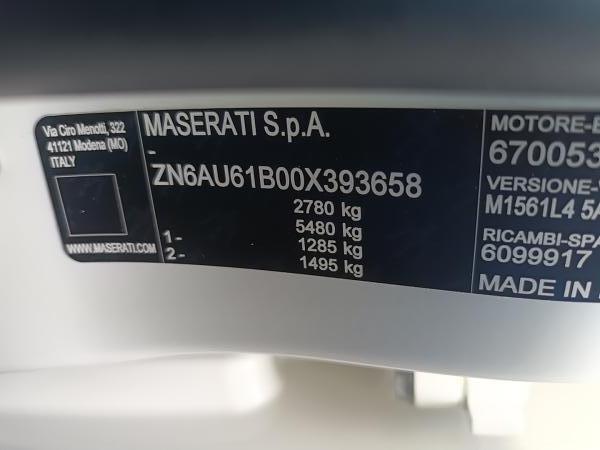 Via Ciro Menotti, 322
41121 Modena (MO)
ITALY
WWW.MASERATI.COM
MASERATI S.p.A.
-
ZN6AU61B00X393658
2780 kg
5480 kg
1- 1285 kg
2- 1495 kg
MOTORE-E
670053
VERSIONE-V
M1561L4 5A
RICAMBI-SPA
6099917
MADE IN